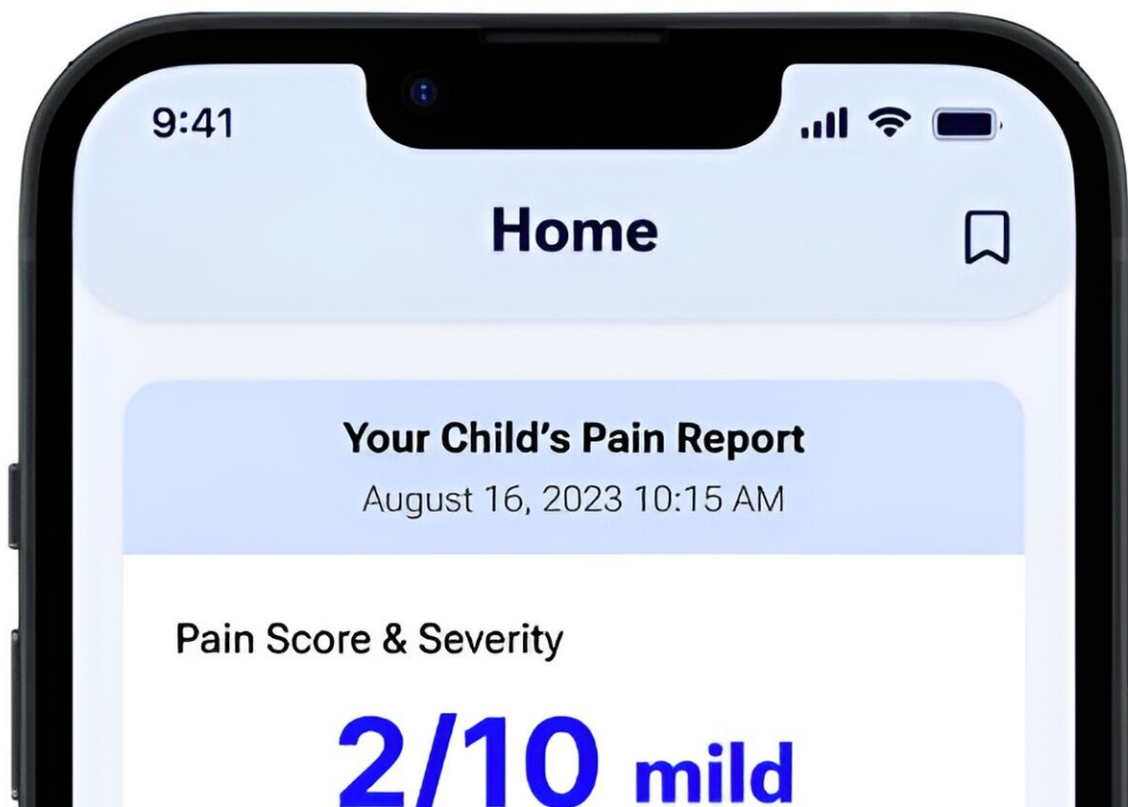 9:41
Home
Your Child's Pain Report
August 16, 2023 10:15 AM
Pain Score & Severity
2/10 mild